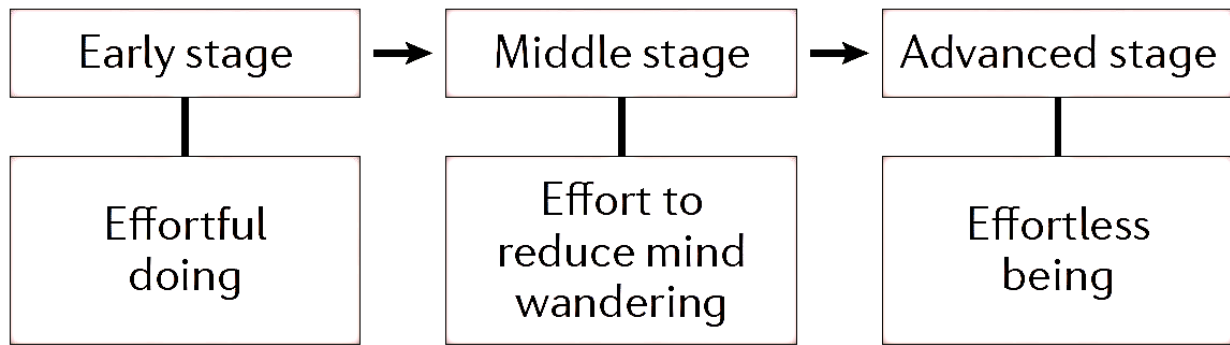 Early stage
Middle stage
Advanced stage
Effortful
doing
Effort to
reduce mind
wandering
Effortless
being